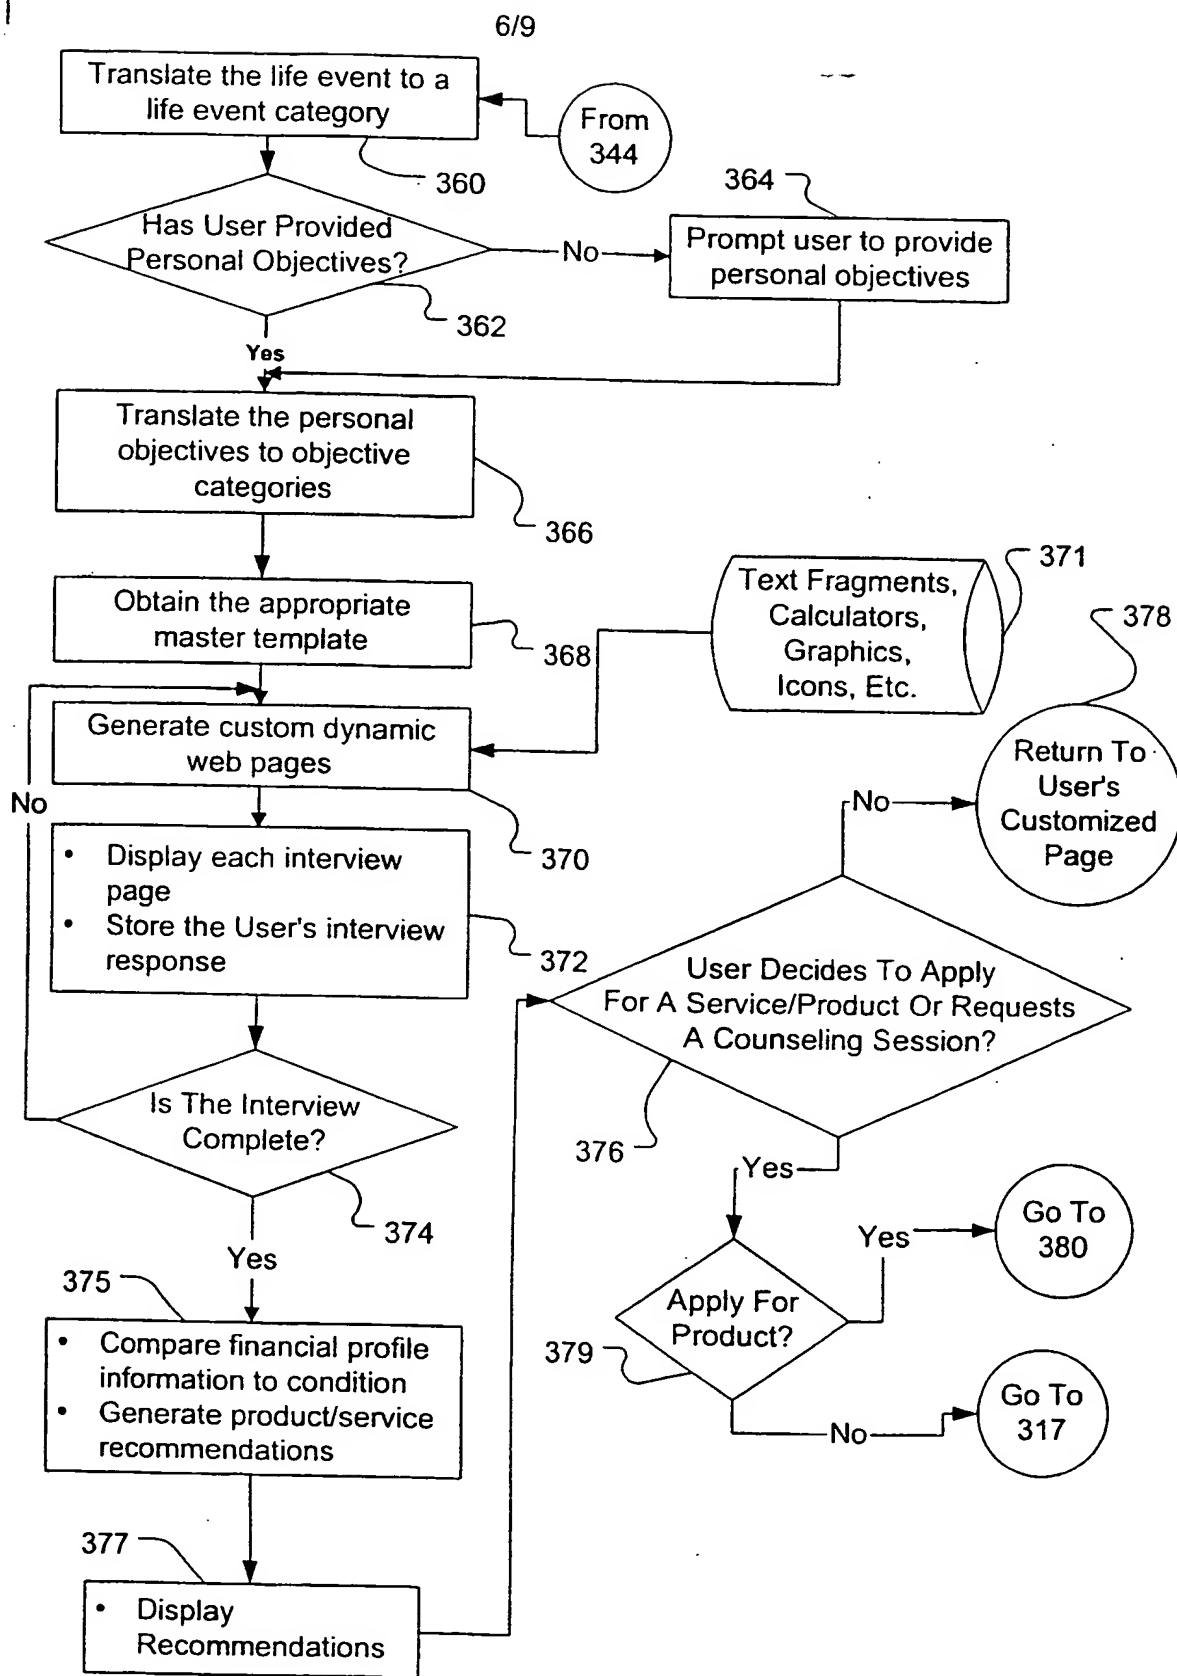 6/9
Translate the life event to a
life event category
From
344
360
364
Has User Provided
Personal Objectives?
No
Prompt user to provide
personal objectives
362
Yes
Translate the personal
objectives to objective
categories
366
371
Text Fragments,
Calculators,
Graphics,
Icons, Etc.
378
Obtain the appropriate
master template
368
Generate custom dynamic
web pages
Return To
User's
Customized
Page
No
No
370
• Display each interview
page
• Store the User's interview
response
372
User Decides To Apply
For A Service/Product Or Requests
A Counseling Session?
Is The Interview
Complete?
376
Yes
374
Yes
Go To
380
Yes
375
Apply For
Product?
• Compare financial profile
information to condition
• Generate product/service
recommendations
379
Go To
317
No
377
• Display
Recommendations